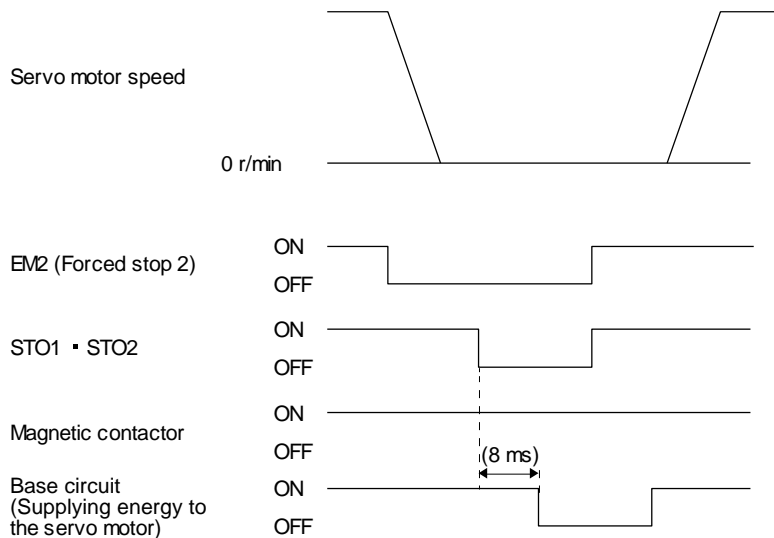 Servo motor speed
0 r/min
EM2 (Forced stop 2)
ON
OFF
STO1 ・ STO2
ON
OFF
Magnetic contactor
ON
OFF
(8 ms)
Base circuit
(Supplying energy to
the servo motor)
ON
OFF